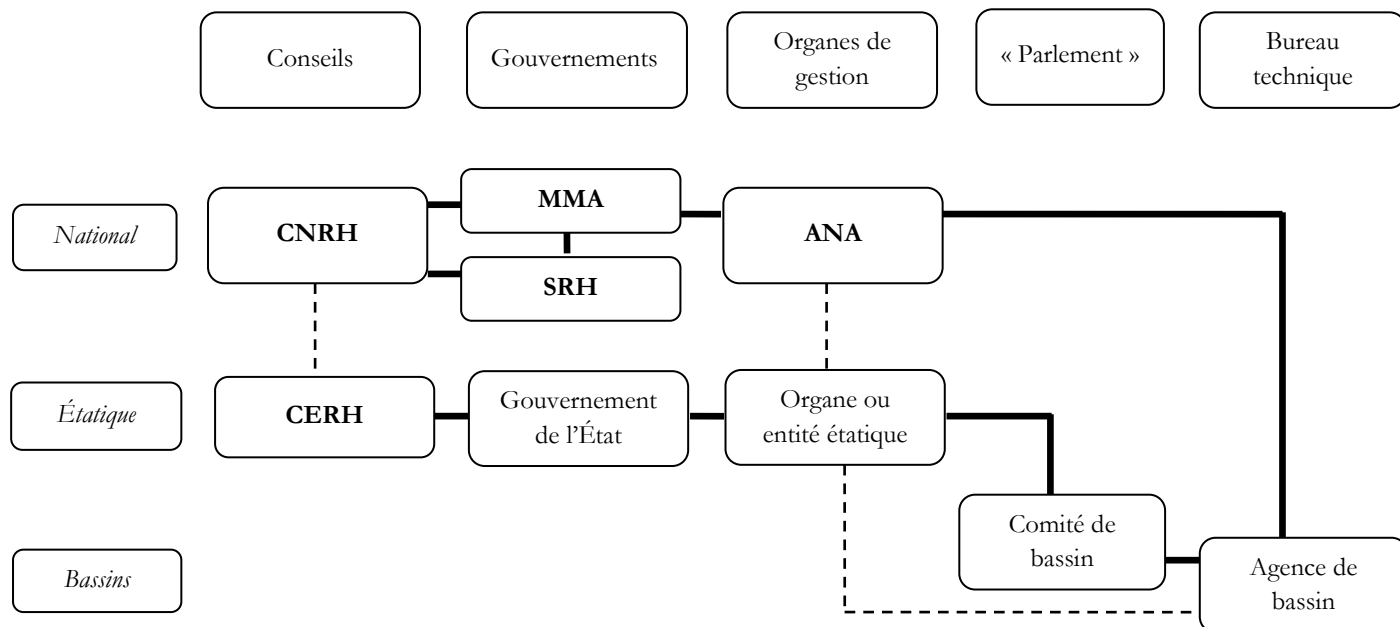 Conseils
Gouvernements
Organes de
gestion
« Parlement »
Bureau
technique
National
CNRH
MMA
SRH
ANA
Étatique
CERH
Gouvernement
de l’État
Organe ou
entité étatique
Bassins
Comité de
bassin
Agence de
bassin